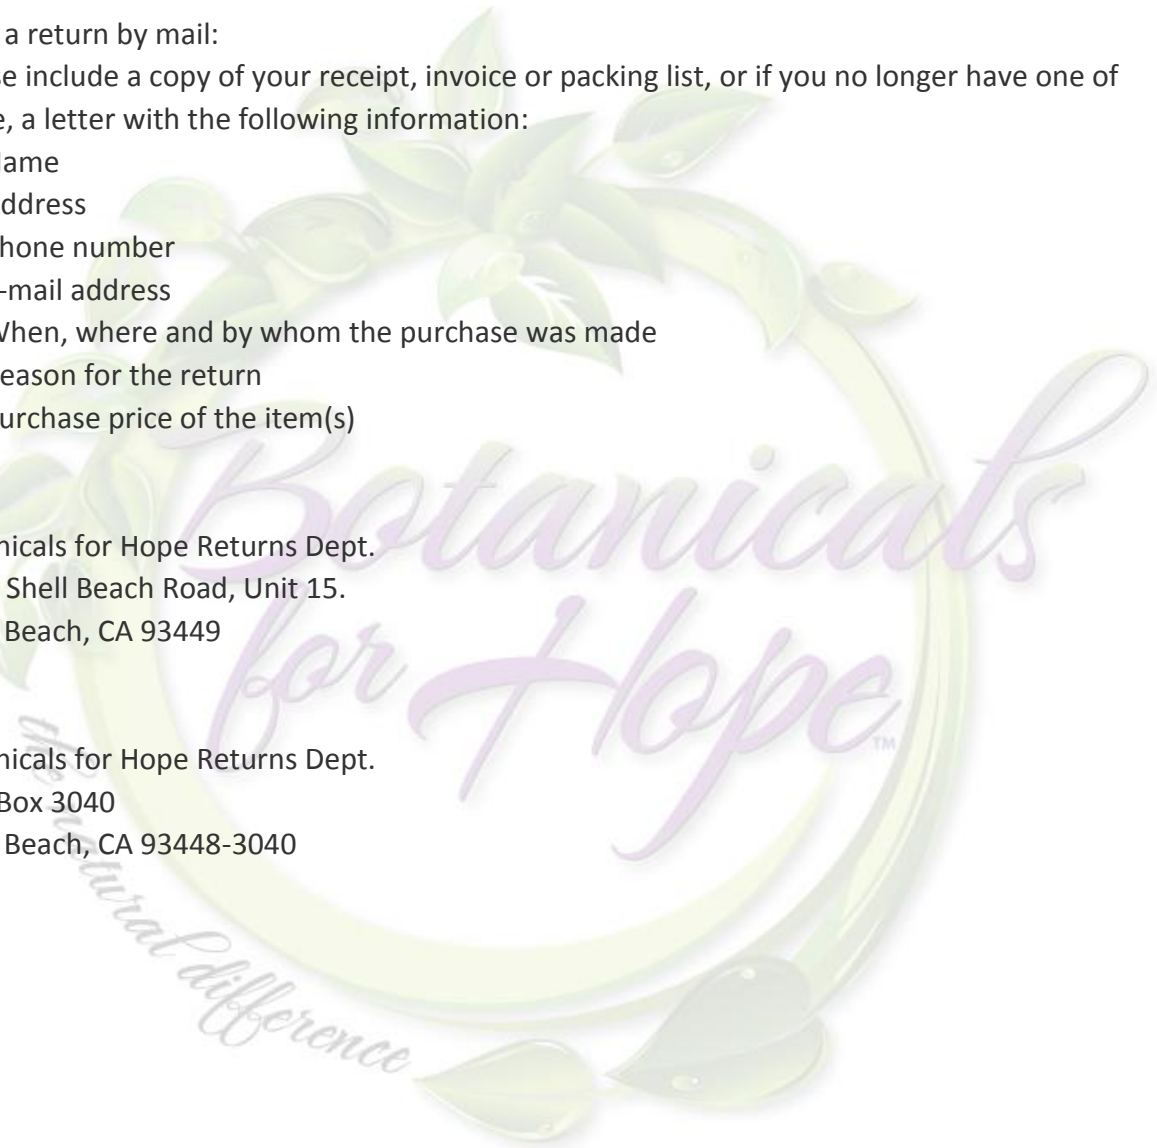 a return by mail:
se include a copy of your receipt, invoice or packing list, or if you no longer have one of
e, a letter with the following information:
ame
ddress
hone number
-mail address
When, where and by whom the purchase was made
eason for the return
urchase price of the item(s)
nicals for Hope Returns Dept.
Shell Beach Road, Unit 15.
Beach, CA 93449
nicals for Hope Returns Dept.
Box 3040
Beach, CA 93448-3040
Botanicals
for Hope™
the natural difference